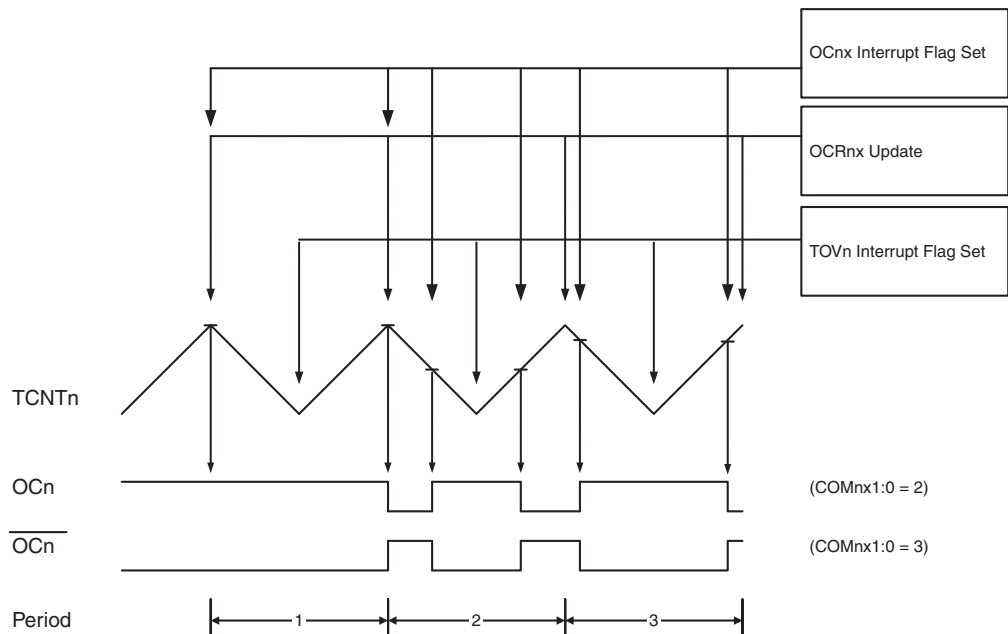 OCnx Interrupt Flag Set
OCRnx Update
TOVn Interrupt Flag Set
TCNTn
OCn
(COMnx1:0 = 2)
OCn
(COMnx1:0 = 3)
Period
1
2
3